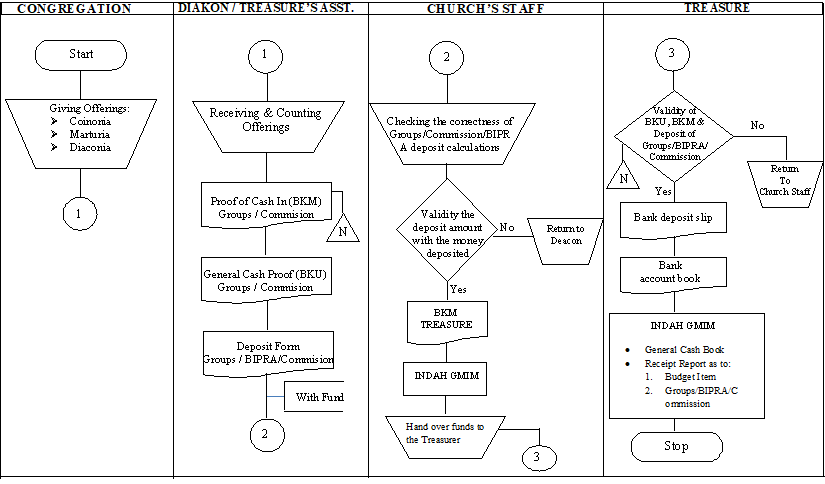 CONGREGATION
Start
Giving Offerings:
➢ Coinonia
➢ Marturia
➢ Diaconia
1
DIAKON / TREASURE'S ASST.
1
Receiving & Counting
Offerings
Proof of Cash In (BKM)
Groups / Commision
N
General Cash Proof (BKU)
Groups / Commision
Deposit Form
Groups / BIPRA/Commision
With Fund
2
CHURCH'S STAFF
2
Checking the correctness of
Groups/Commission/BIPR
A deposit calculations
Validity the
deposit amount
with the money
deposited
No
Return to
Deacon
Yes
BKM
TREASURE
INDAH GMIM
Hand over funds to
the Treasurer
3
TREASURE
3
Validity of
BKU, BKM &
Deposit of
Groups/BIPRA/
Commission
No
Return
To
Church Staff
N
Yes
Bank deposit slip
Bank
account book
INDAH GMIM
• General Cash Book
• Receipt Report as to:
1. Budget Item
2. Groups/BIPRA/C
ommission
Stop